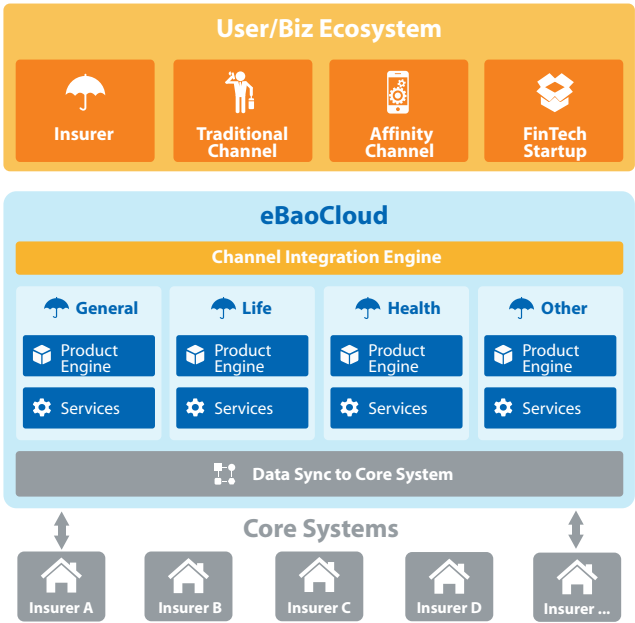 User/Biz Ecosystem
Insurer
Traditional
Channel
Affinity
Channel
FinTech
Startup
eBaoCloud
Channel Integration Engine
General
Life
Health
Other
Product
Engine
Product
Engine
Product
Engine
Product
Engine
Services
Services
Services
Services
Data Sync to Core System
Core Systems
Insurer A
Insurer B
Insurer C
Insurer D
Insurer ...